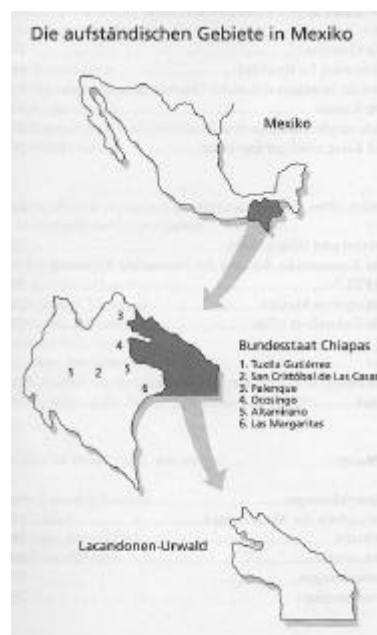 Die aufständischen Gebiete in Mexiko
Mexiko
3
4
5
1
2
6
Bundesstaat Chiapas
1. Tuxtla Gutiérrez
2. San Cristóbal de Las Casas
3. Palenque
4. Ocosingo
5. Altamirano
6. Las Margaritas
Lacandonen-Urwald